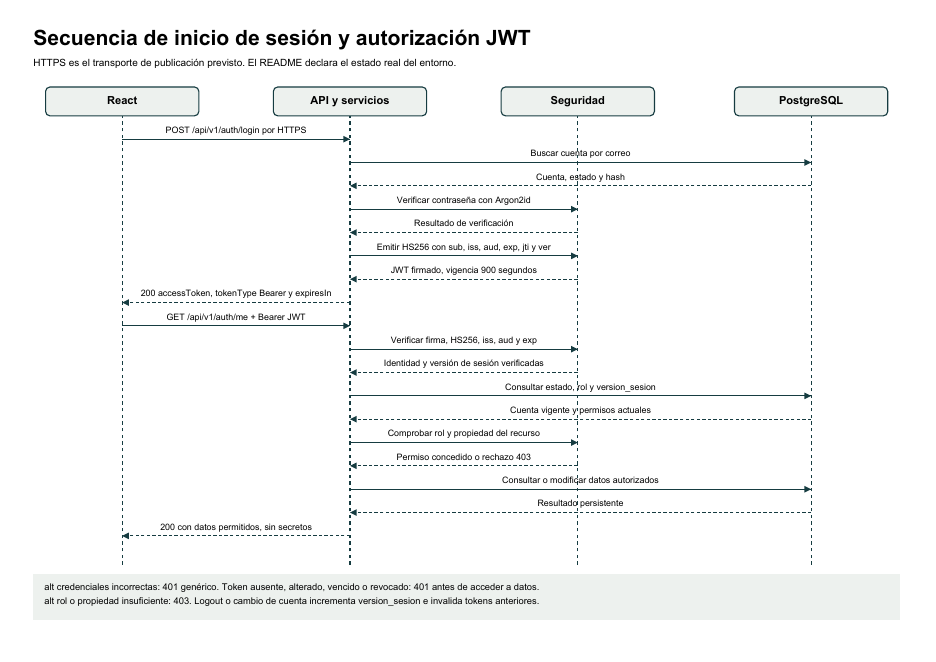 Secuencia de inicio de sesión y autorización JWT
HTTPS es el transporte de publicación previsto. El README declara el estado real del entorno.
React
API y servicios
Seguridad
PostgreSQL
POST /api/v1/auth/login por HTTPS
Buscar cuenta por correo
Cuenta, estado y hash
Verificar contraseña con Argon2id
Resultado de verificación
Emitir HS256 con sub, iss, aud, exp, jti y ver
JWT firmado, vigencia 900 segundos
200 accessToken, tokenType Bearer y expiresIn
GET /api/v1/auth/me + Bearer JWT
Verificar firma, HS256, iss, aud y exp
Identidad y versión de sesión verificadas
Consultar estado, rol y version_sesion
Cuenta vigente y permisos actuales
Comprobar rol y propiedad del recurso
Permiso concedido o rechazo 403
Consultar o modificar datos autorizados
Resultado persistente
200 con datos permitidos, sin secretos
alt credenciales incorrectas: 401 genérico. Token ausente, alterado, vencido o revocado: 401 antes de acceder a datos.
alt rol o propiedad insuficiente: 403. Logout o cambio de cuenta incrementa version_sesion e invalida tokens anteriores.